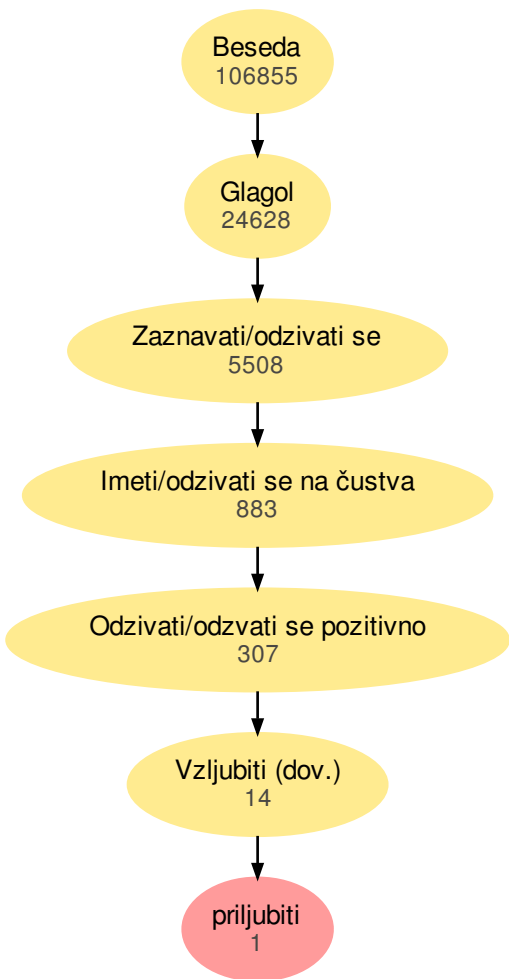 Beseda
106855
Glagol
24628
Zaznavati/odzivati se
5508
Imeti/odzivati se na čustva
883
Odzivati/odzvati se pozitivno
307
Vzljubiti (dov.)
14
priljubiti
1